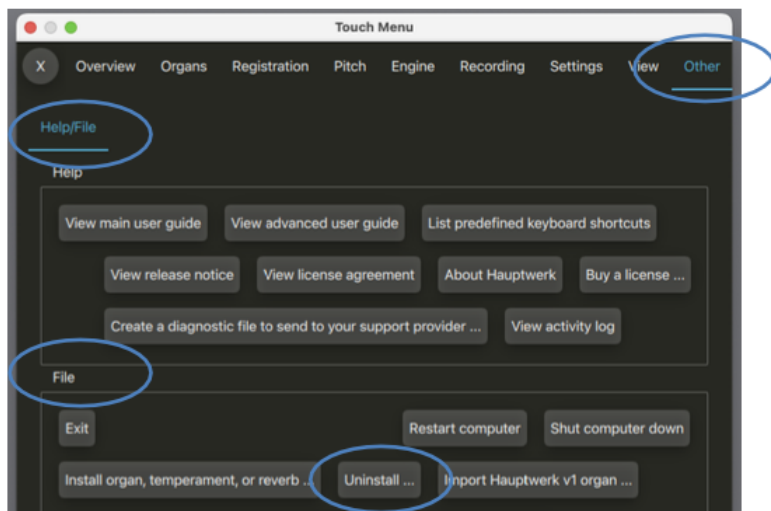 Touch Menu
X Overview Organs Registration Pitch Engine Recording Settings View Other
Help/File
Help
View main user guide View advanced user guide List predefined keyboard shortcuts
View release notice View license agreement About Hauptwerk Buy a license ...
Create a diagnostic file to send to your support provider ... View activity log
File
Exit Restart computer Shut computer down
Install organ, temperament, or reverb ... Uninstall ... Import Hauptwerk v1 organ ...